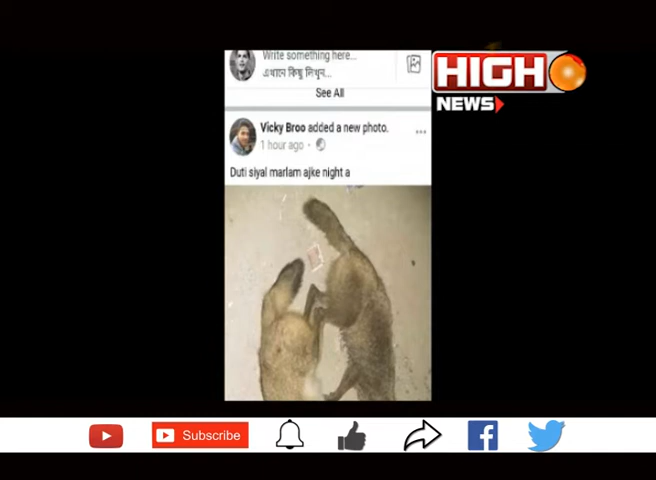 Write something here...
এখানে কিছু লিখুন...
See All
HIGH
NEWS
Vicky Broo added a new photo.
1 hour ago
Duti siyal marlam ajke night a
Subscribe